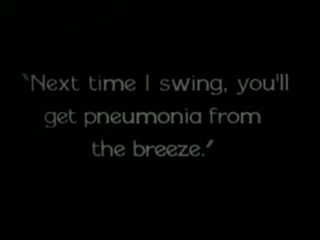 "Next time I swing, you'll
get pneumonia from
the breeze."